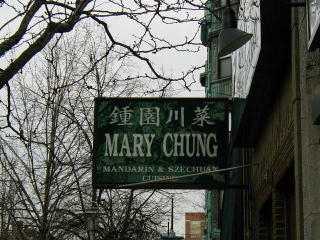 鍾園川菜
MARY CHUNG
MANDARIN & SZECHUAN
CUISINE